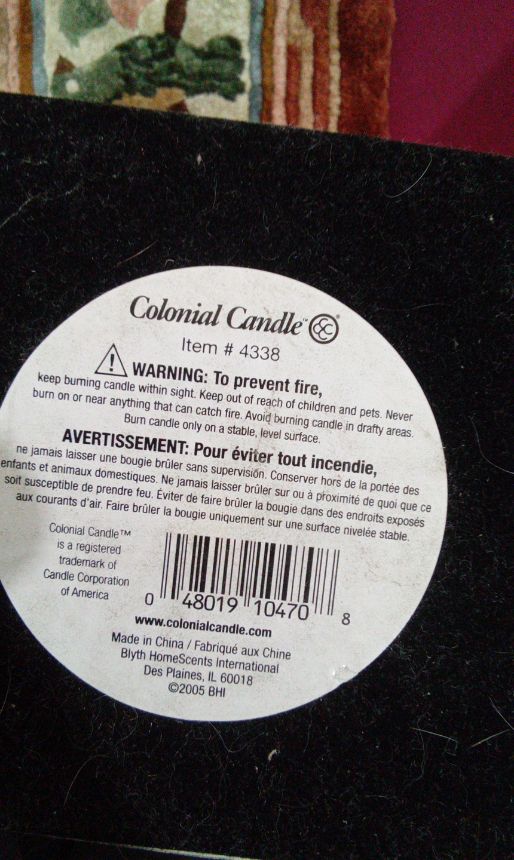 Colonial Candle™ CC
Item # 4338
WARNING: To prevent fire,
keep burning candle within sight. Keep out of reach of children and pets. Never
burn on or near anything that can catch fire. Avoid burning candle in drafty areas.
Burn candle only on a stable, level surface.
AVERTISSEMENT: Pour éviter tout incendie,
ne jamais laisser une bougie brûler sans supervision. Conserver hors de la portée des
enfants et animaux domestiques. Ne jamais laisser brûler sur ou à proximité de quoi que ce
soit susceptible de prendre feu. Éviter de faire brûler la bougie dans des endroits exposés
aux courants d'air. Faire brûler la bougie uniquement sur une surface nivelée stable.
Colonial Candle™
is a registered
trademark of
Candle Corporation
of America
0 48019 10470 8
www.colonialcandle.com
Made in China / Fabriqué aux Chine
Blyth HomeScents International
Des Plaines, IL 60018
©2005 BHI